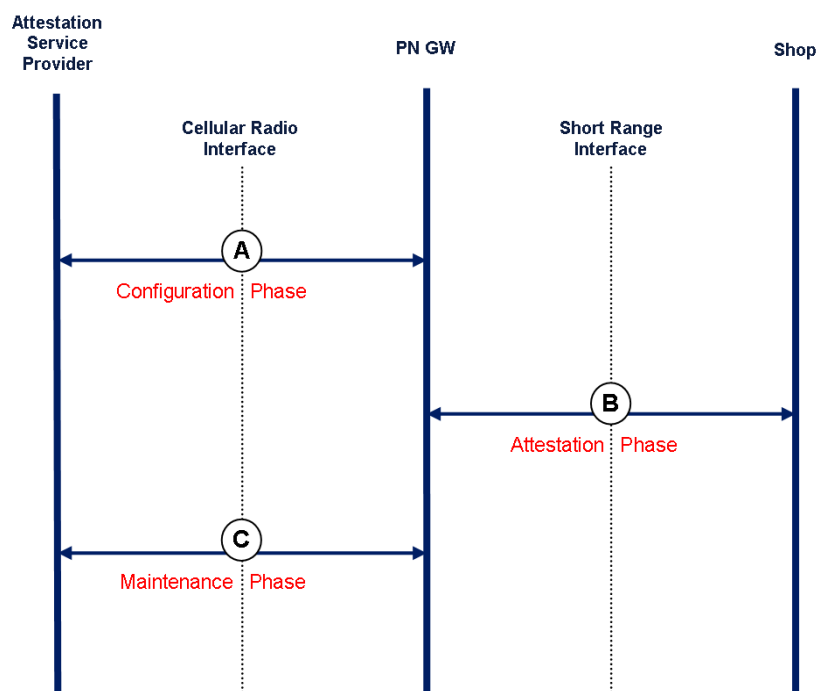 Attestation
Service
Provider
PN GW
Shop
Cellular Radio
Interface
Short Range
Interface
A
Configuration Phase
B
Attestation Phase
C
Maintenance Phase